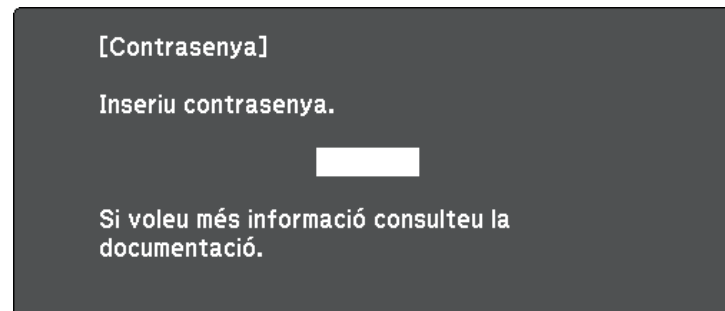 [Contrasenya]
Inseriu contrasenya.
Si voleu més informació consulteu la
documentació.